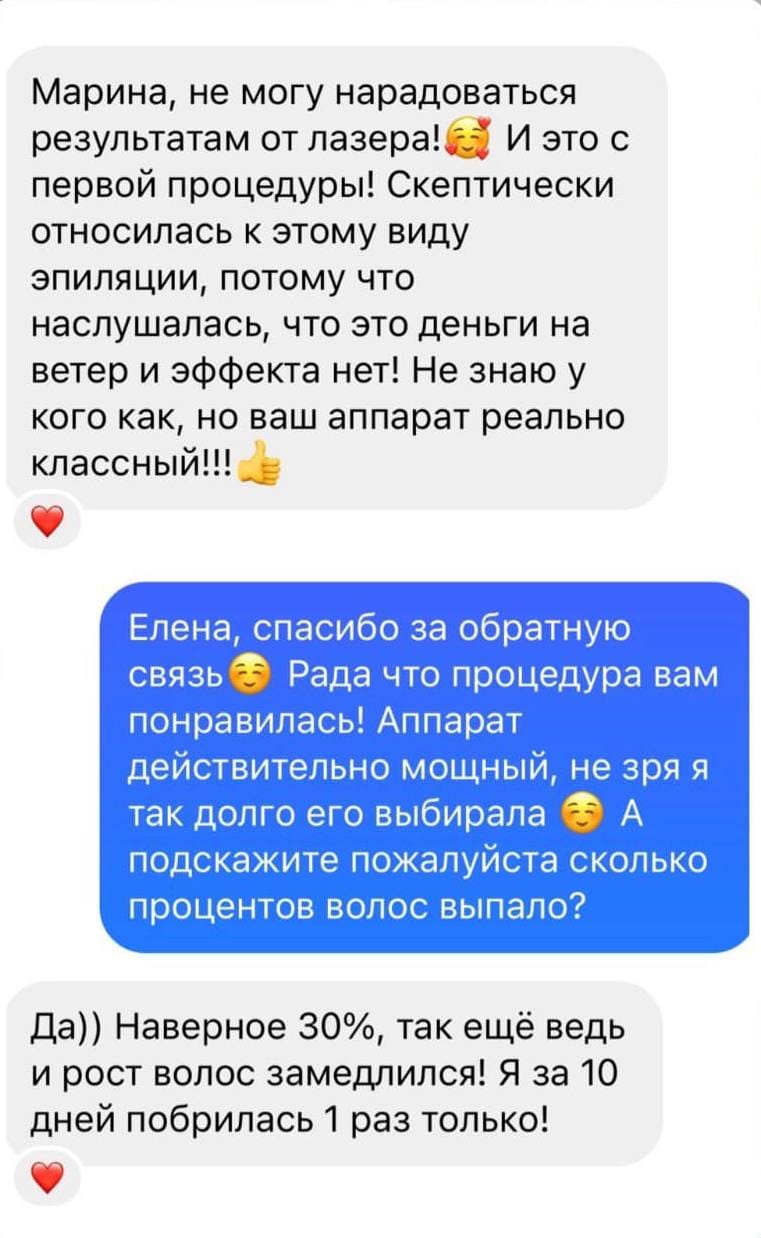 Марина, не могу нарадоваться
результатам от лазера!🥰 И это с
первой процедуры! Скептически
относилась к этому виду
эпиляции, потому что
наслушалась, что это деньги на
ветер и эффекта нет! Не знаю у
кого как, но ваш аппарат реально
классный!!!👍
❤️
Елена, спасибо за обратную
связь☺️ Рада что процедура вам
понравилась! Аппарат
действительно мощный, не зря я
так долго его выбирала ☺️ А
подскажите пожалуйста сколько
процентов волос выпало?
Да)) Наверное 30%, так ещё ведь
и рост волос замедлился! Я за 10
дней побрилась 1 раз только!
❤️